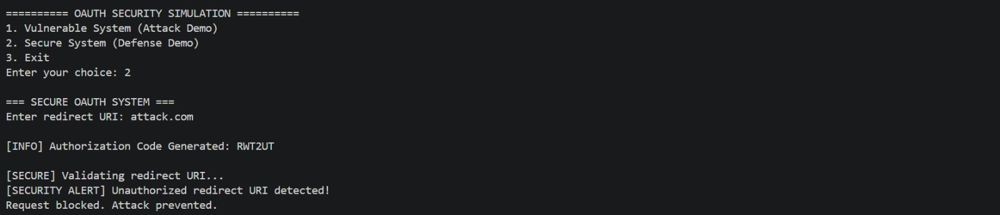 ========== OAUTH SECURITY SIMULATION ==========
1. Vulnerable System (Attack Demo)
2. Secure System (Defense Demo)
3. Exit
Enter your choice: 2
=== SECURE OAUTH SYSTEM ===
Enter redirect URI: attack.com
[INFO] Authorization Code Generated: RWT2UT
[SECURE] Validating redirect URI...
[SECURITY ALERT] Unauthorized redirect URI detected!
Request blocked. Attack prevented.